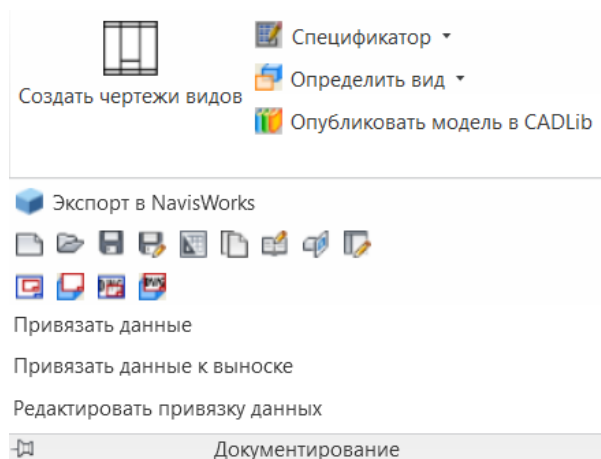 Создать чертежи видов
Спецификатор
Определить вид
Опубликовать модель в CADLib
Экспорт в NavisWorks
Привязать данные
Привязать данные к выноске
Редактировать привязку данных
Документирование